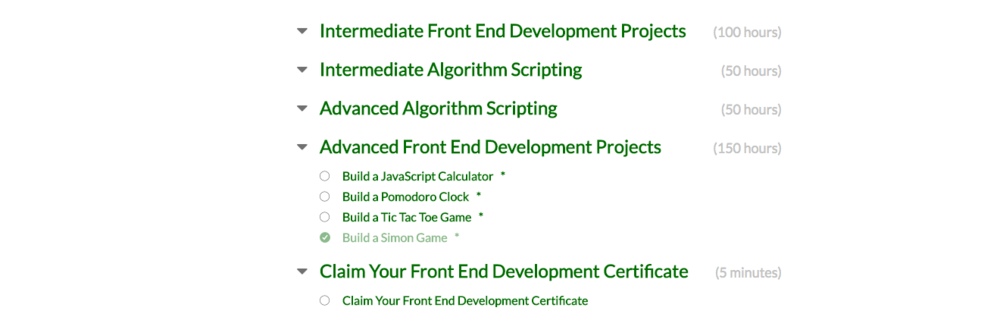 Intermediate Front End Development Projects (100 hours)
Intermediate Algorithm Scripting (50 hours)
Advanced Algorithm Scripting (50 hours)
Advanced Front End Development Projects (150 hours)
Build a JavaScript Calculator *
Build a Pomodoro Clock *
Build a Tic Tac Toe Game *
Build a Simon Game *
Claim Your Front End Development Certificate (5 minutes)
Claim Your Front End Development Certificate